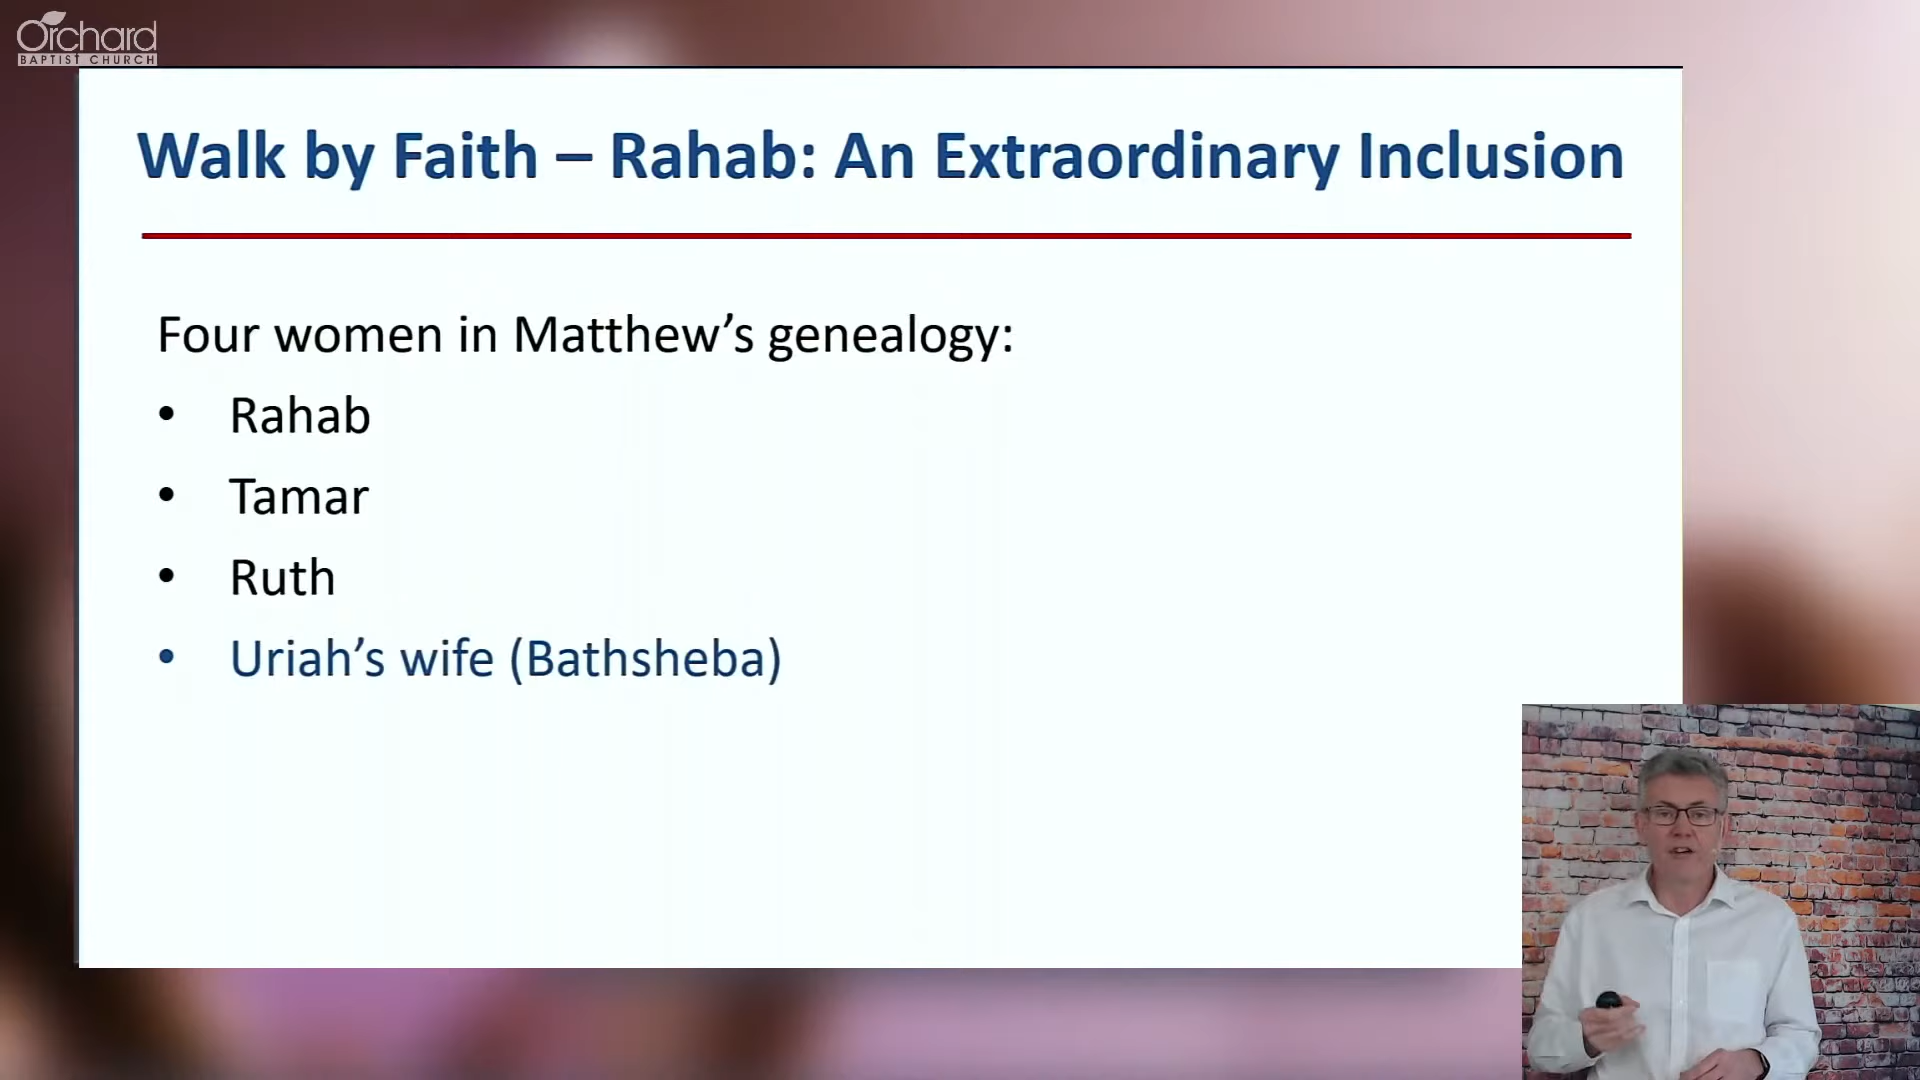 Orchard
BAPTIST CHURCH
Walk by Faith – Rahab: An Extraordinary Inclusion
Four women in Matthew’s genealogy:
• Rahab
• Tamar
• Ruth
• Uriah’s wife (Bathsheba)